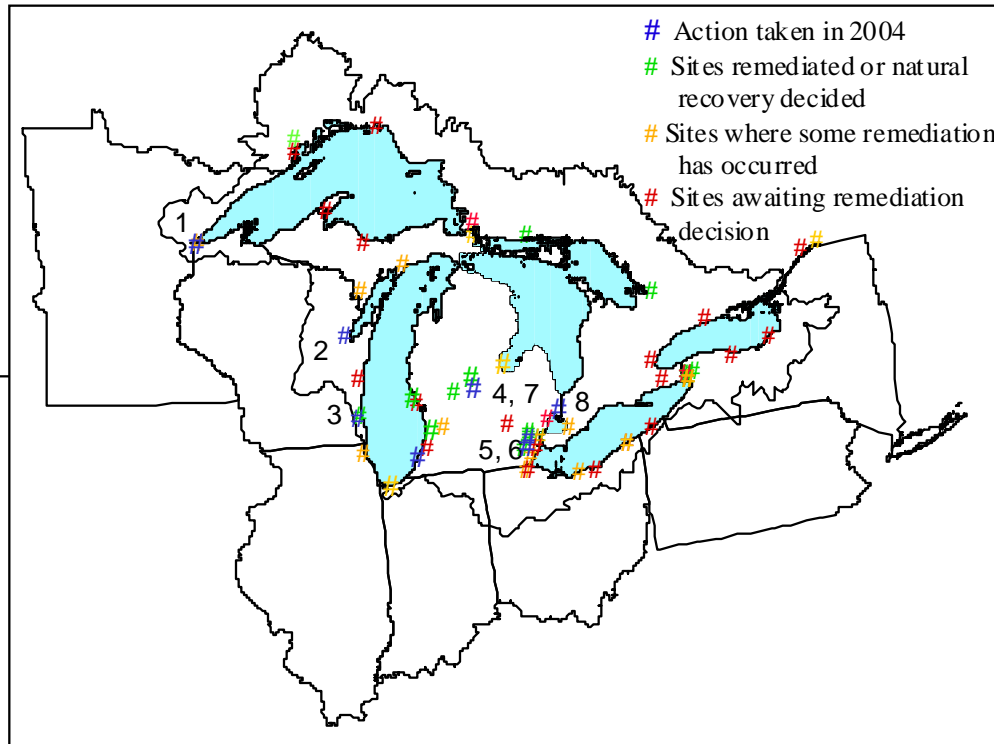 # Action taken in 2004
# Sites remediated or natural
recovery decided
# Sites where some remediation
has occurred
# Sites awaiting remediation
decision
1
2
3
4, 7
8
5, 6